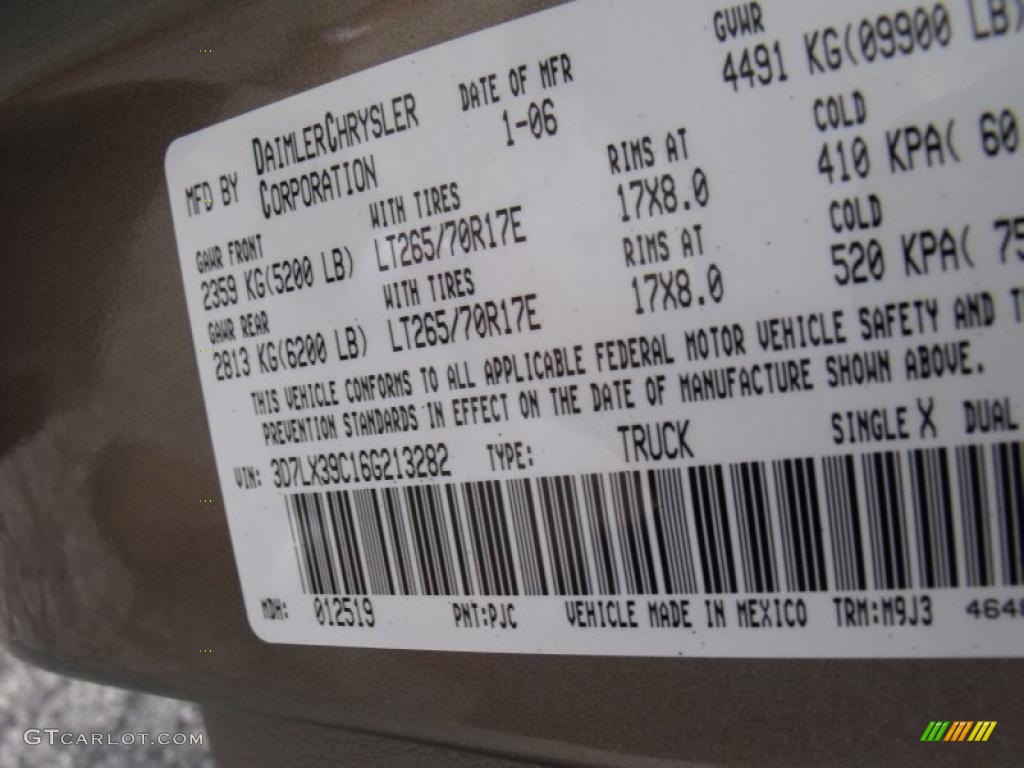 GVWR
MFD BY DAIMLERCHRYSLER CORPORATION DATE OF MFR 1-06 4491 KG(09900 LB)
GAWR FRONT WITH TIRES RIMS AT COLD
2359 KG(5200 LB) LT265/70R17E 17X8.0 410 KPA( 60
GAWR REAR WITH TIRES RIMS AT COLD
2813 KG(6200 LB) LT265/70R17E 17X8.0 520 KPA( 75
THIS VEHICLE CONFORMS TO ALL APPLICABLE FEDERAL MOTOR VEHICLE SAFETY AND T
PREVENTION STANDARDS IN EFFECT ON THE DATE OF MANUFACTURE SHOWN ABOVE.
VIN: 3D7LX39C16G213282 TYPE: TRUCK SINGLE X DUAL
MDH: 012519 PNT:PJC VEHICLE MADE IN MEXICO TRM:M9J3 464
GTCARLOT.COM